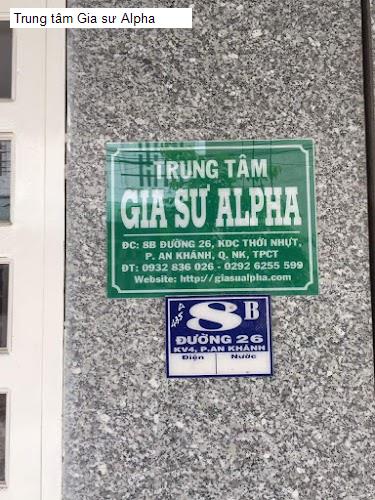 Trung tâm Gia sư Alpha
TRUNG TÂM
GIA SƯ ALPHA
ĐC: 8B ĐƯỜNG 26, KDC THỚI NHỰT,
P. AN KHÁNH, Q. NK, TPCT
ĐT: 0932 836 026 - 0292 6255 599
Website: http://giasualpha.com
8B
ĐƯỜNG 26
KV4, P.AN KHÁNH
Điện Nước